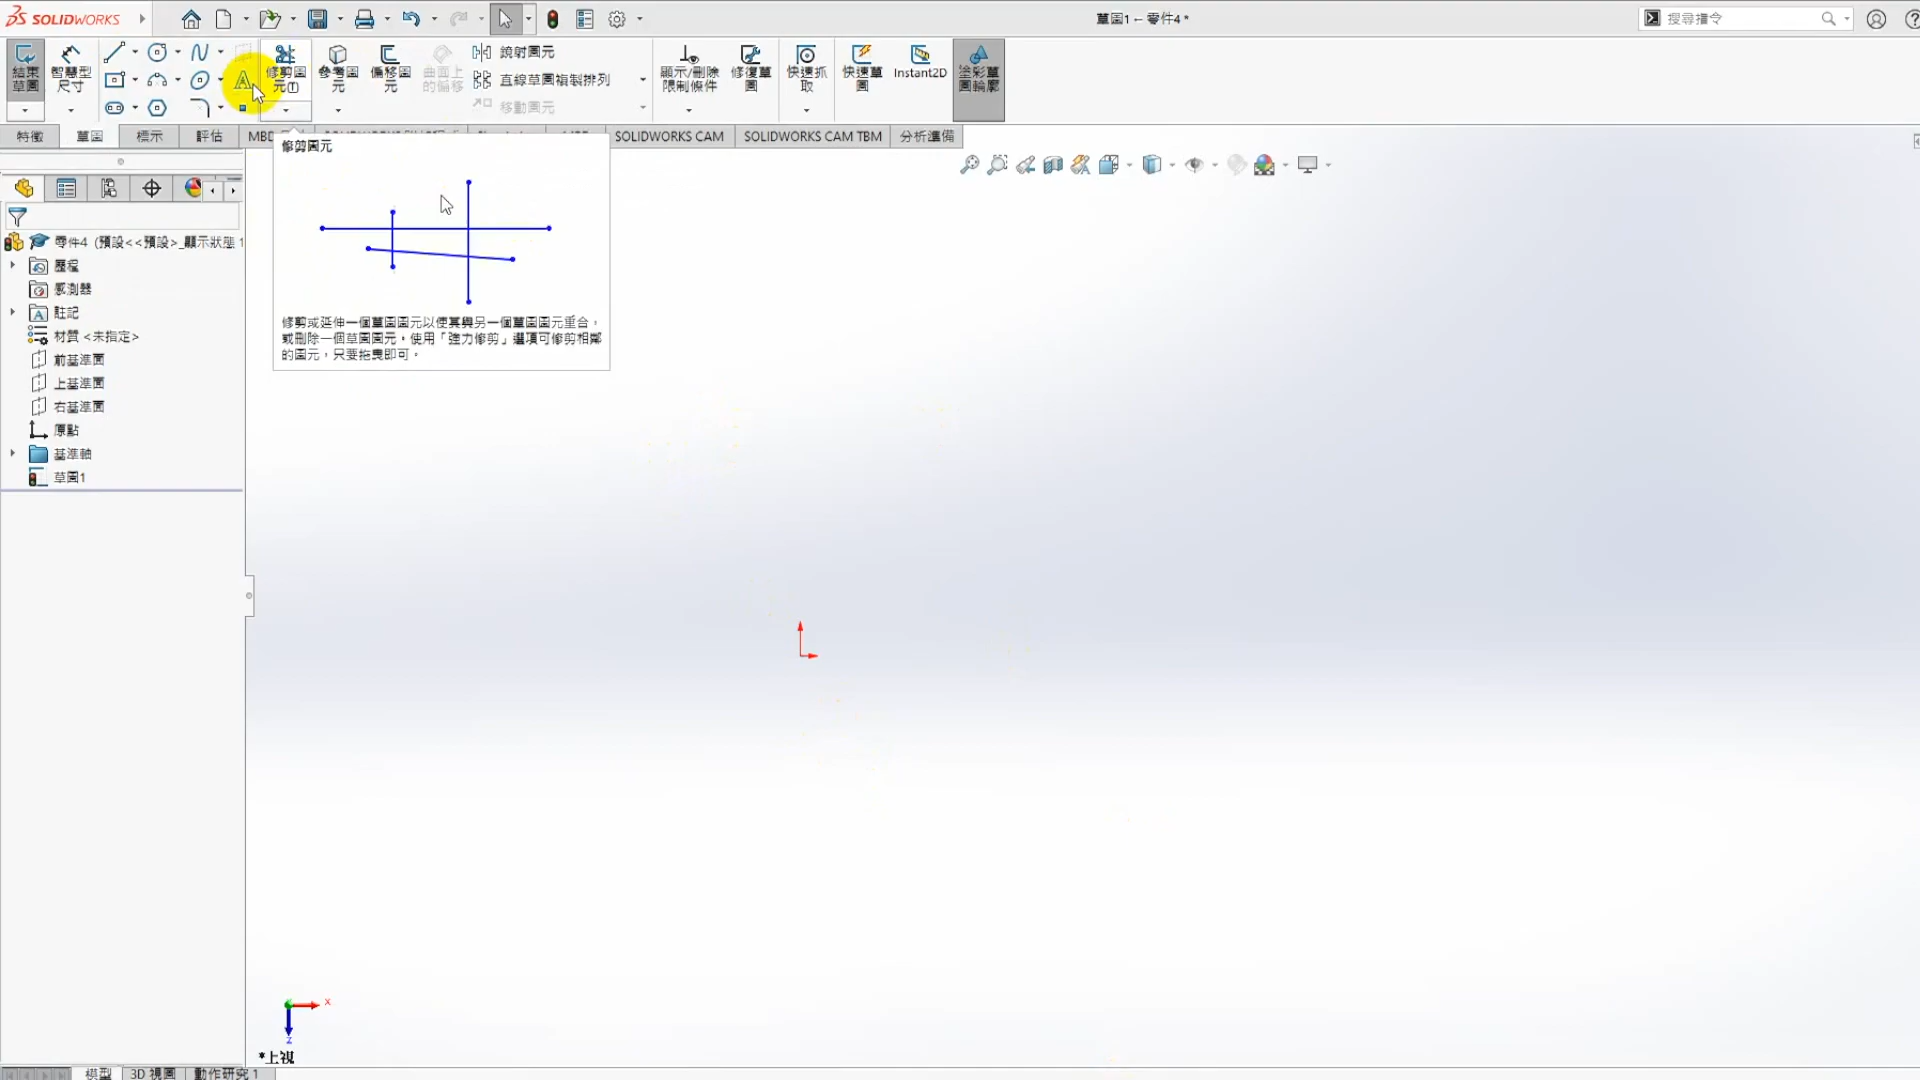 SOLIDWORKS
草圖1 ← 零件4 *
搜尋指令
結束草圖
智慧型尺寸
修剪圖元(T)
參考圖元
偏移圖元
曲面上的偏移
鏡射圖元
直線草圖複製排列
移動圖元
顯示/刪除限制條件
修復草圖
快速抓取
快速草圖
Instant2D
塗彩草圖輪廓
特徵
草圖
標示
評估
MBD
SOLIDWORKS CAM
SOLIDWORKS CAM TBM
分析準備
修剪圖元
修剪或延伸一個草圖圖元以使其與另一個草圖圖元重合，
或刪除一個草圖圖元。使用「強力修剪」選項可修剪相鄰
的圖元，只要拖曳即可。
零件4 (預設<<預設>_顯示狀態 1
歷程
感測器
註記
材質 <未指定>
前基準面
上基準面
右基準面
原點
基準軸
草圖1
X
Z
*上視
模型
3D 視圖
動作研究 1